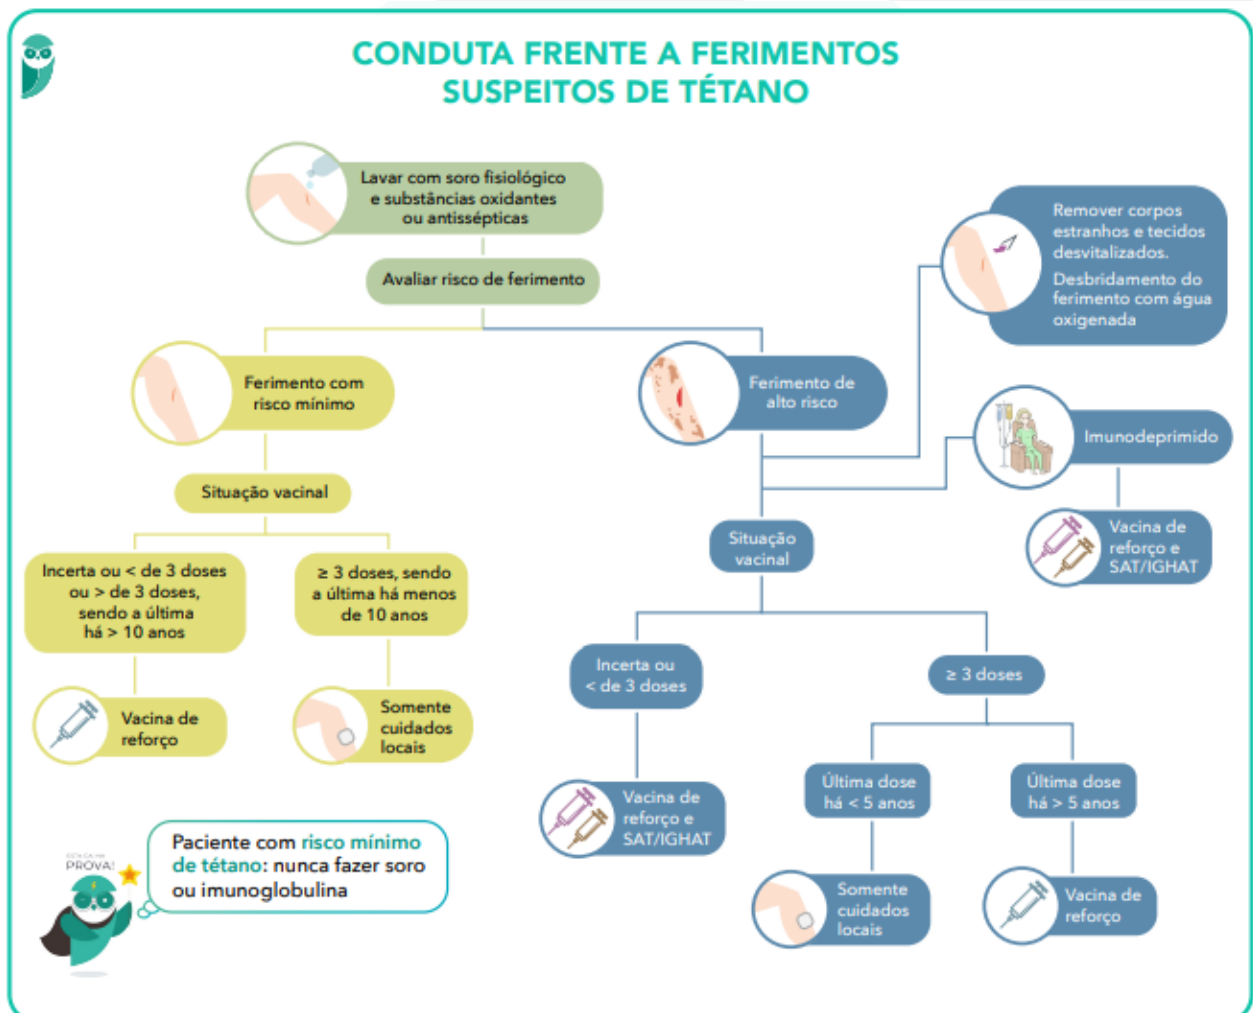 CONDUTA FRENTE A FERIMENTOS
SUSPEITOS DE TÉTANO
Lavar com soro fisiológico
e substâncias oxidantes
ou antissépticas
Avaliar risco de ferimento
Remover corpos
estranhos e tecidos
desvitalizados.
Desbridamento do
ferimento com água
oxigenada
Ferimento com
risco mínimo
Ferimento de
alto risco
Imunodeprimido
Situação vacinal
Situação
vacinal
Vacina de
reforço e
SAT/IGHAT
Incerta ou < de 3 doses
ou > de 3 doses,
sendo a última
há > 10 anos
≥ 3 doses, sendo
a última há menos
de 10 anos
Incerta ou
< de 3 doses
≥ 3 doses
Vacina de
reforço
Somente
cuidados
locais
Última dose
há < 5 anos
Última dose
há > 5 anos
Vacina de
reforço e
SAT/IGHAT
Somente
cuidados
locais
Vacina de
reforço
PROVA!
Paciente com risco mínimo
de tétano: nunca fazer soro
ou imunoglobulina